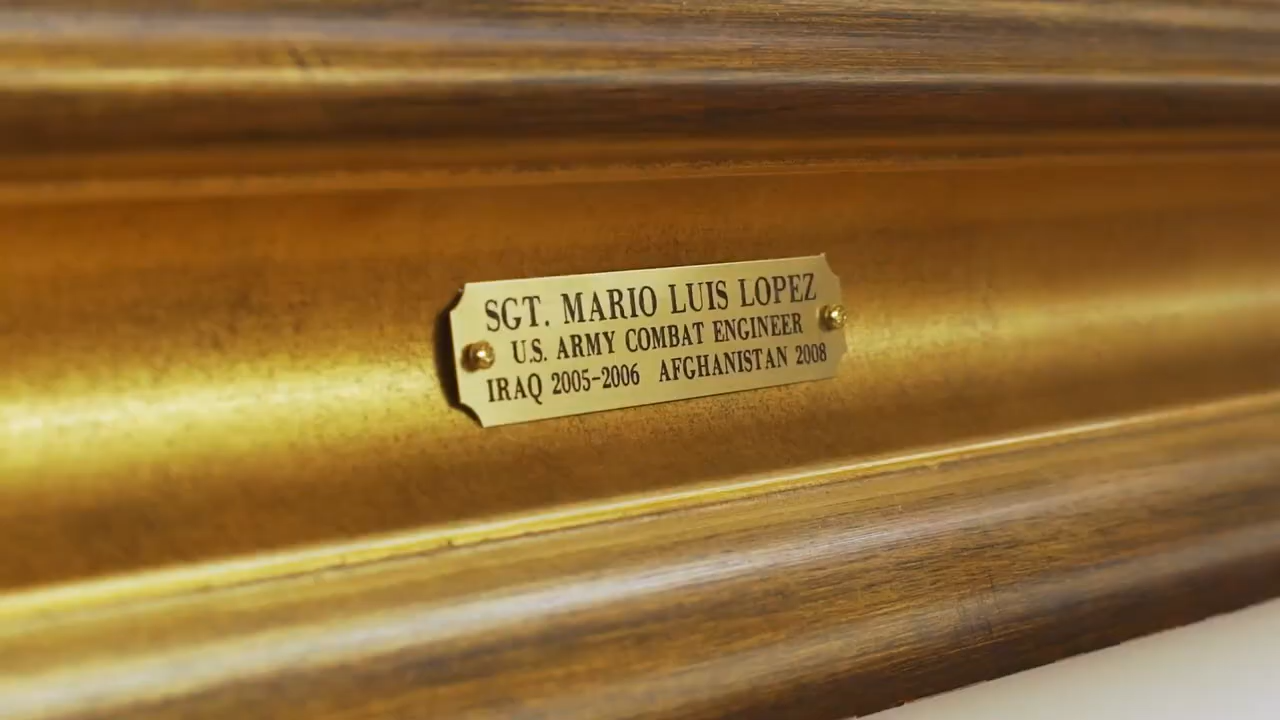 SGT. MARIO LUIS LOPEZ
U.S. ARMY COMBAT ENGINEER
IRAQ 2005-2006 AFGHANISTAN 2008